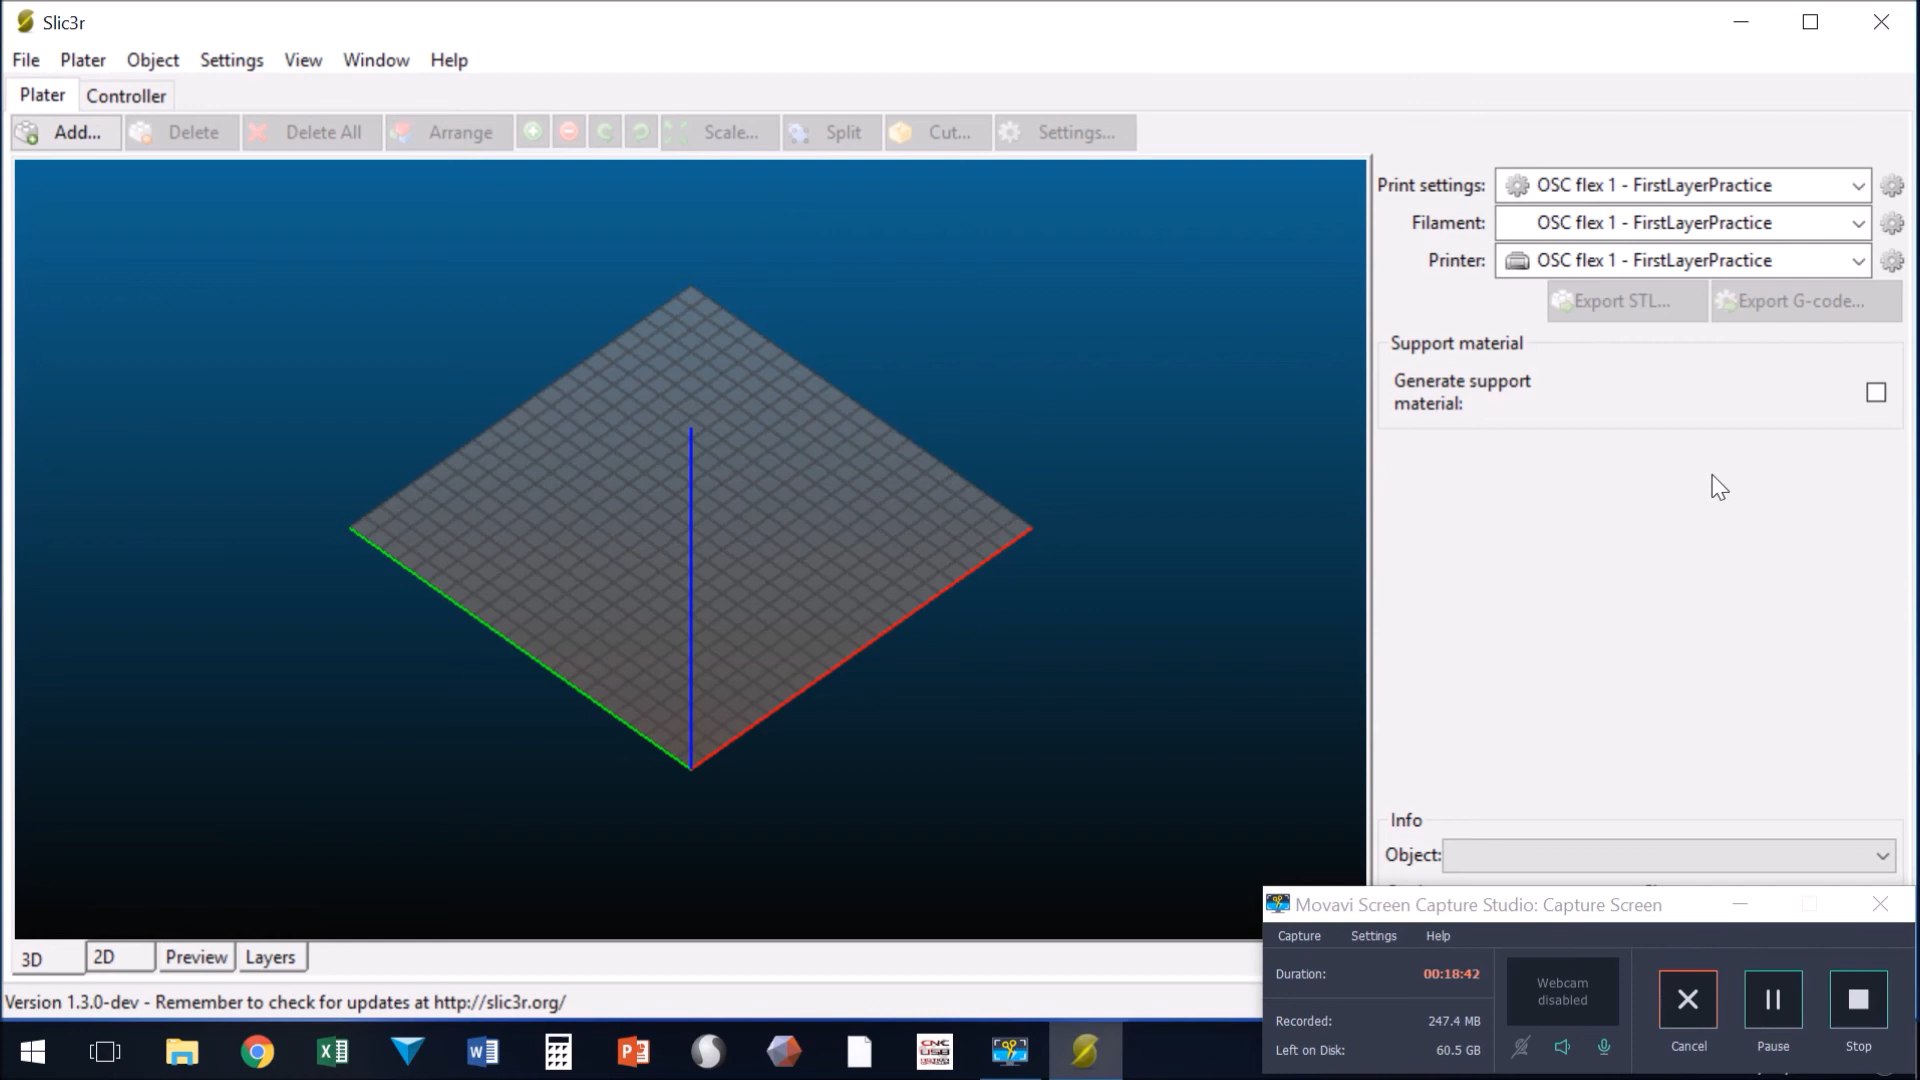 Slic3r
File Plater Object Settings View Window Help
Plater Controller
Add... Delete Delete All Arrange Scale... Split Cut... Settings...
Print settings: OSC flex 1 - FirstLayerPractice
Filament: OSC flex 1 - FirstLayerPractice
Printer: OSC flex 1 - FirstLayerPractice
Export STL... Export G-code...
Support material
Generate support
material:
Info
Object:
Movavi Screen Capture Studio: Capture Screen
Capture Settings Help
Duration: 00:18:42
Webcam
disabled
Recorded: 247.4 MB
Left on Disk: 60.5 GB
Cancel Pause Stop
3D 2D Preview Layers
Version 1.3.0-dev - Remember to check for updates at http://slic3r.org/
CNC
USB